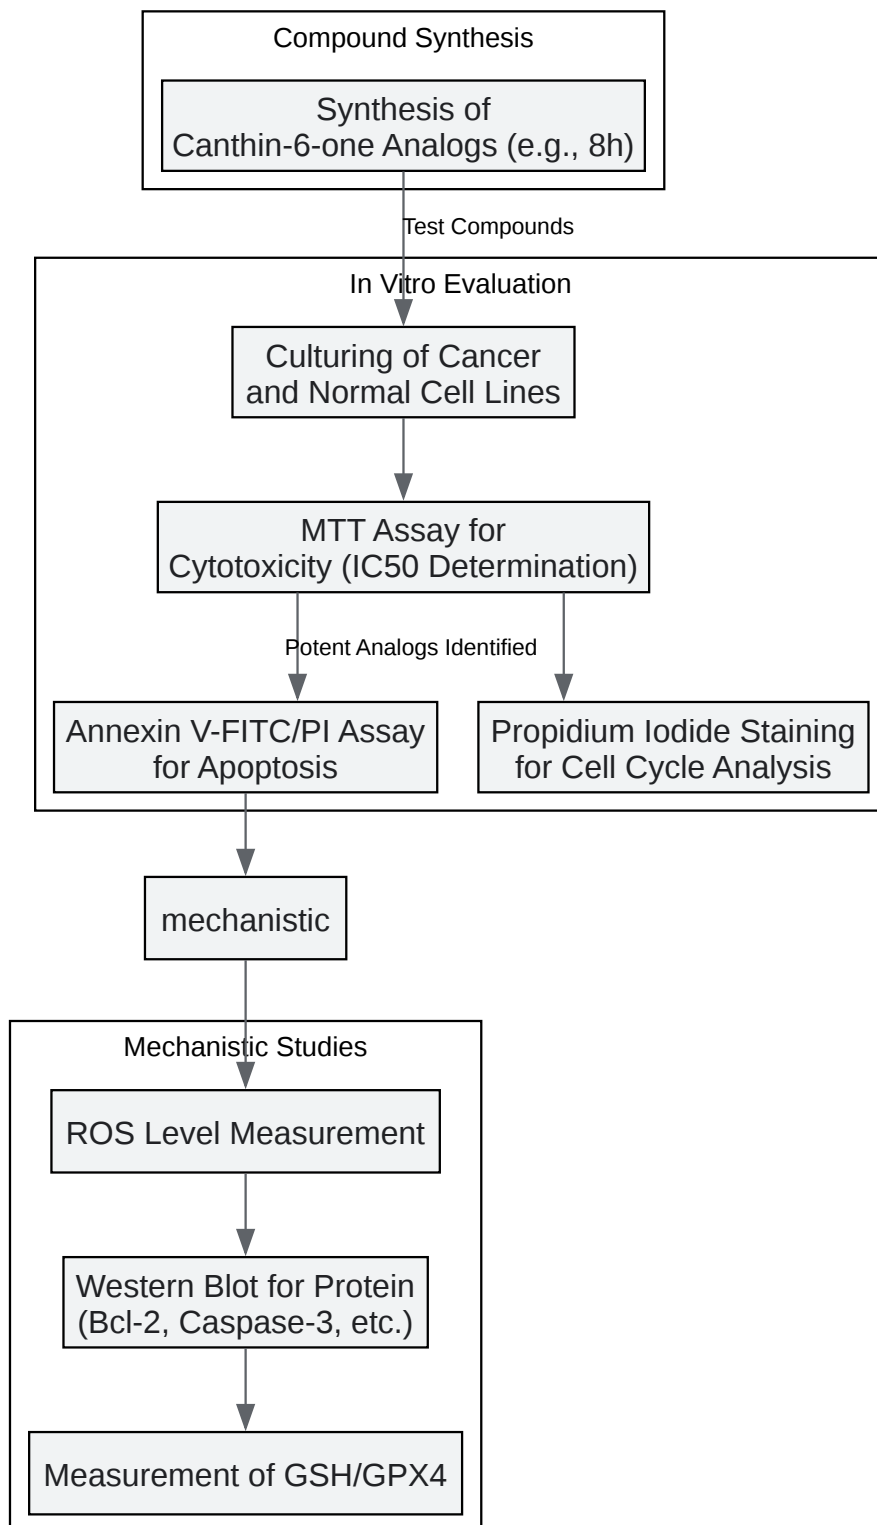 Compound Synthesis
Synthesis of
Canthin-6-one Analogs (e.g., 8h)
Test Compounds
In Vitro Evaluation
Culturing of Cancer
and Normal Cell Lines
MTT Assay for
Cytotoxicity (IC50 Determination)
Potent Analogs Identified
Annexin V-FITC/PI Assay
for Apoptosis
Propidium Iodide Staining
for Cell Cycle Analysis
mechanistic
Mechanistic Studies
ROS Level Measurement
Western Blot for Protein
(Bcl-2, Caspase-3, etc.)
Measurement of GSH/GPX4